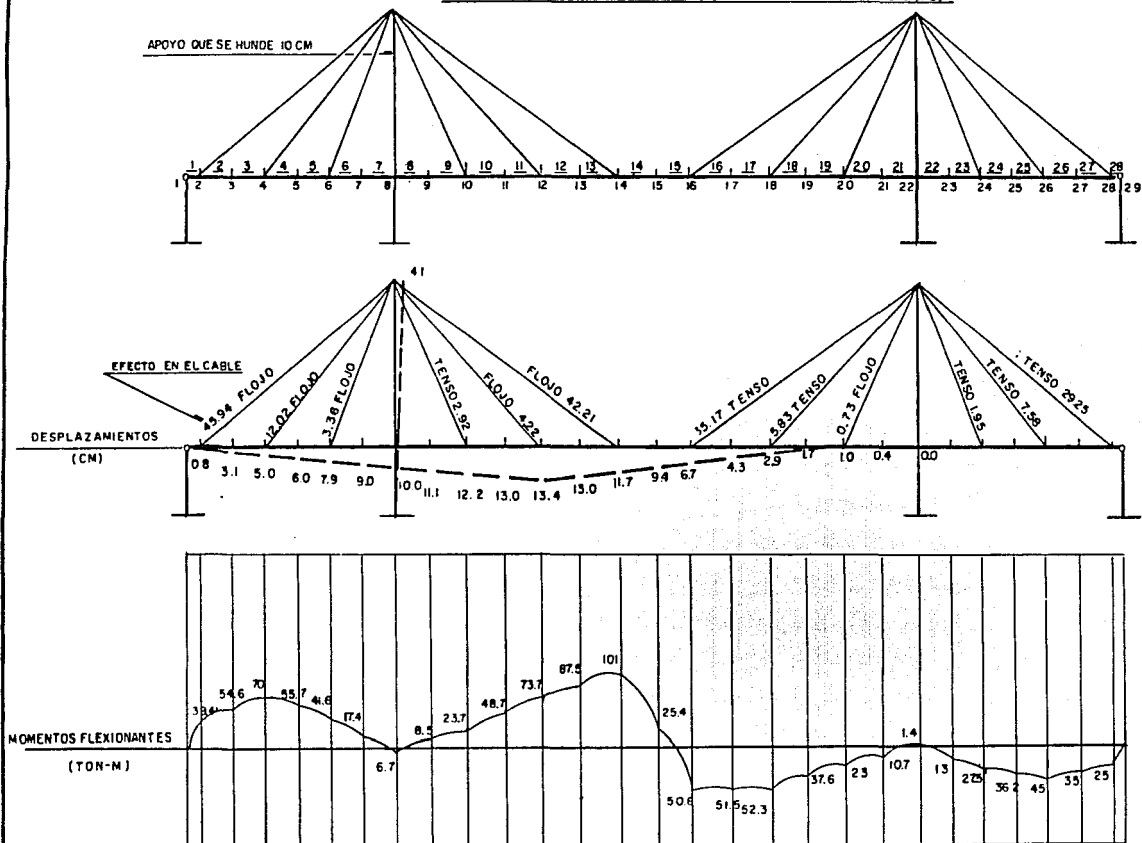 APOYO QUE SE HUNDE 10 CM
1 2 3 4 5 6 7 8 9 10 11 12 13 14 15 16 17 18 19 20 21 22 23 24 25 26 27 28
1 2 3 4 5 6 7 8 9 10 11 12 13 14 15 16 17 18 19 20 21 22 23 24 25 26 27 28 29
4.1
EFECTO EN EL CABLE
45.94 FLOJO
12.02 FLOJO
3.36 FLOJO
TENSO 2.92
FLOJO 4.22
FLOJO 42.21
35.17 TENSO
5.83 TENSO
0.73 FLOJO
TENSO 1.95
TENSO 7.58
TENSO 29.25
DESPLAZAMIENTOS
(CM)
0.8 3.1 5.0 6.0 7.9 9.0 10.0 11.1 12.2 13.0 13.4 13.0 11.7 9.4 6.7 4.3 2.9 1.7 1.0 0.4 0.0
54.6 70 55.7 41.6 17.4 6.7 8.5 23.7 48.7 73.7 87.5 101 25.4
MOMENTOS FLEXIONANTES
(TON-M)
50.6 51.5 52.3 37.6 23 10.7 1.4 13 27.5 36.2 45 35 25